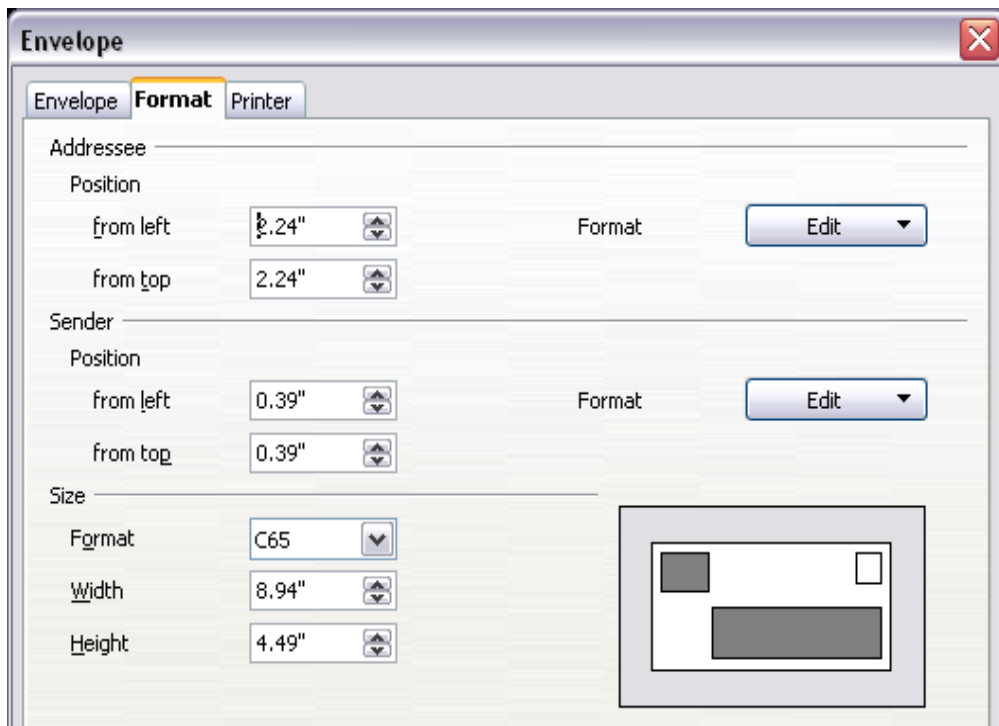 Envelope
Envelope Format Printer
Addressee
Position
from left 2.24" Format Edit
from top 2.24"
Sender
Position
from left 0.39" Format Edit
from top 0.39"
Size
Format C65
Width 8.94"
Height 4.49"